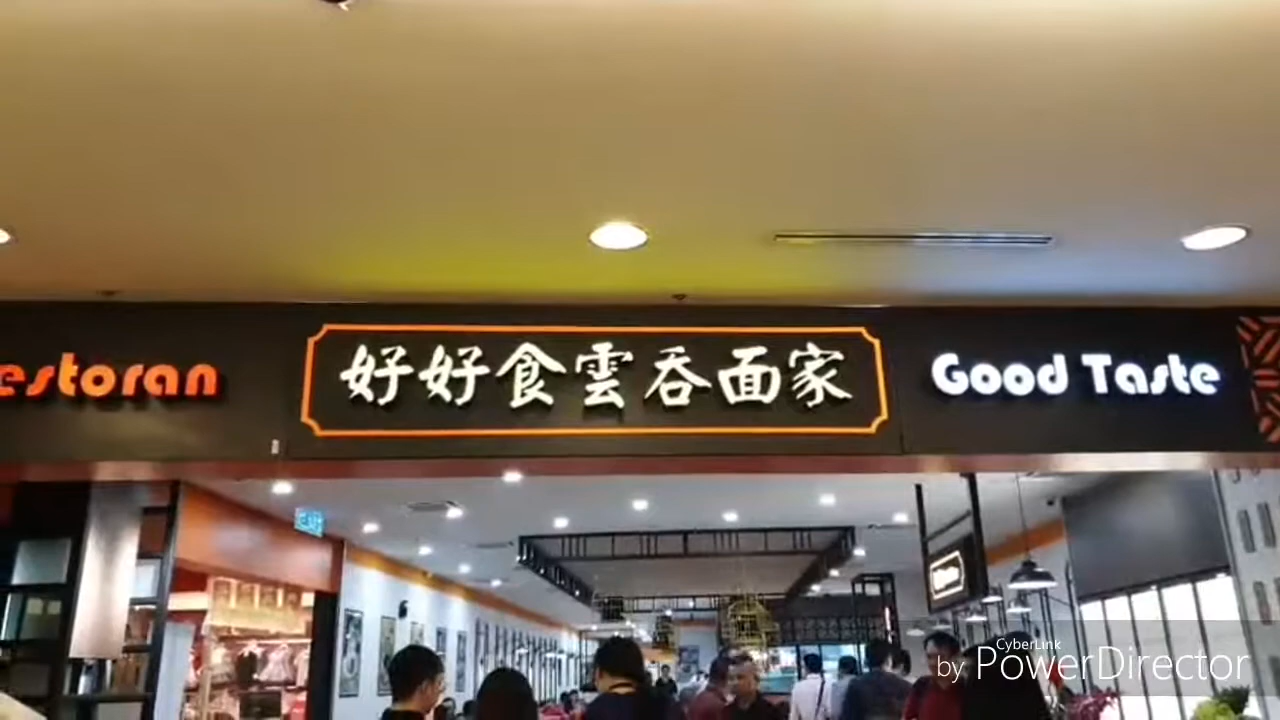 estoran
好好食雲吞面家
Good Taste
CyberLink
by PowerDirector